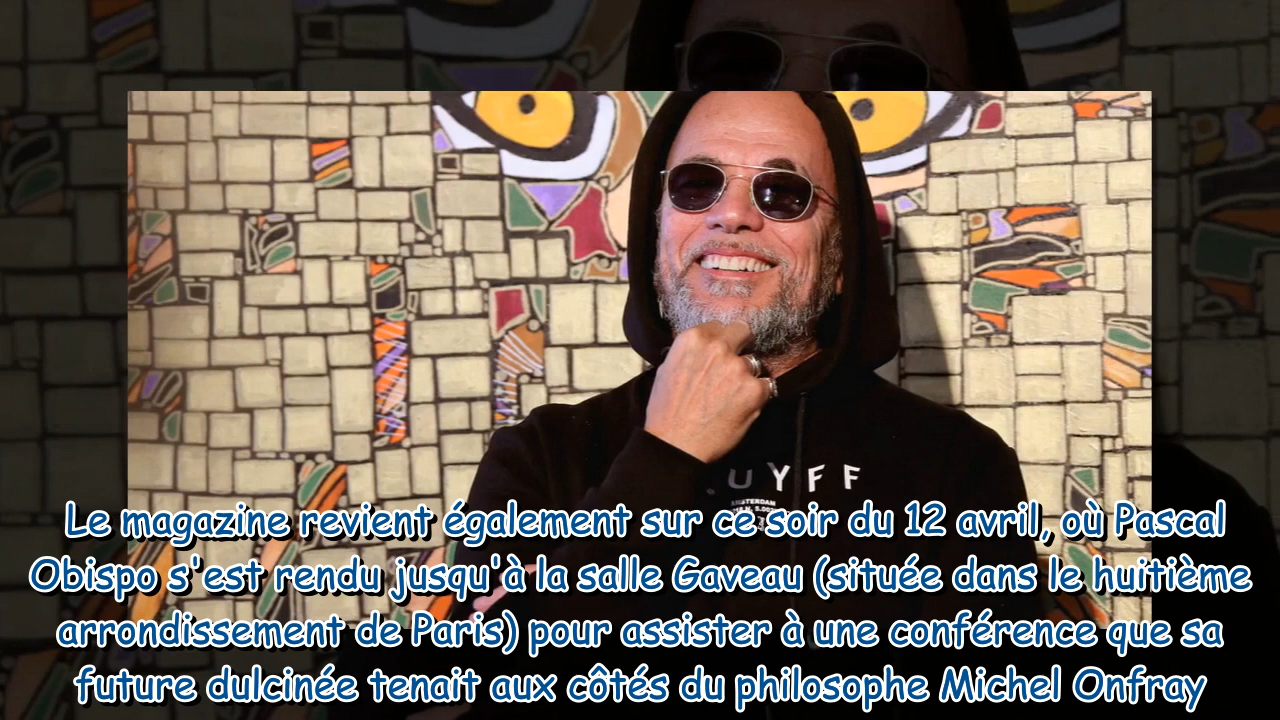 UYFF
AMSTERDAM
Le magazine revient également sur ce soir du 12 avril, où Pascal
Obispo s'est rendu jusqu'à la salle Gaveau (située dans le huitième
arrondissement de Paris) pour assister à une conférence que sa
future dulcinée tenait aux côtés du philosophe Michel Onfray